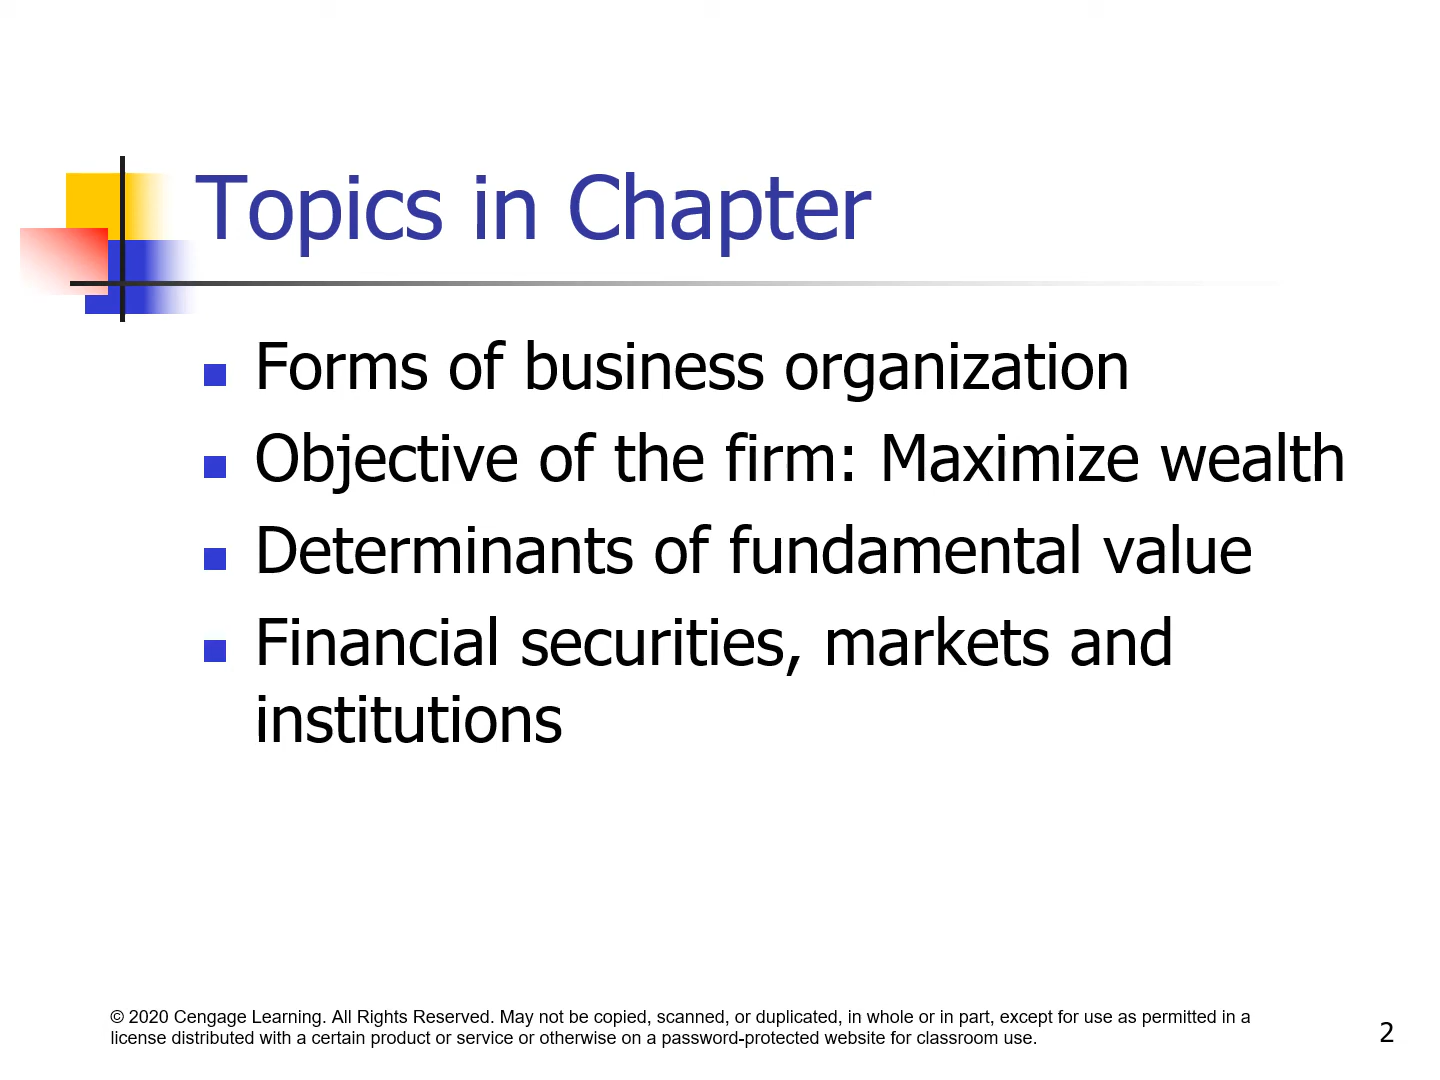 Topics in Chapter
Forms of business organization
Objective of the firm: Maximize wealth
Determinants of fundamental value
Financial securities, markets and
institutions
© 2020 Cengage Learning. All Rights Reserved. May not be copied, scanned, or duplicated, in whole or in part, except for use as permitted in a
license distributed with a certain product or service or otherwise on a password-protected website for classroom use.
2